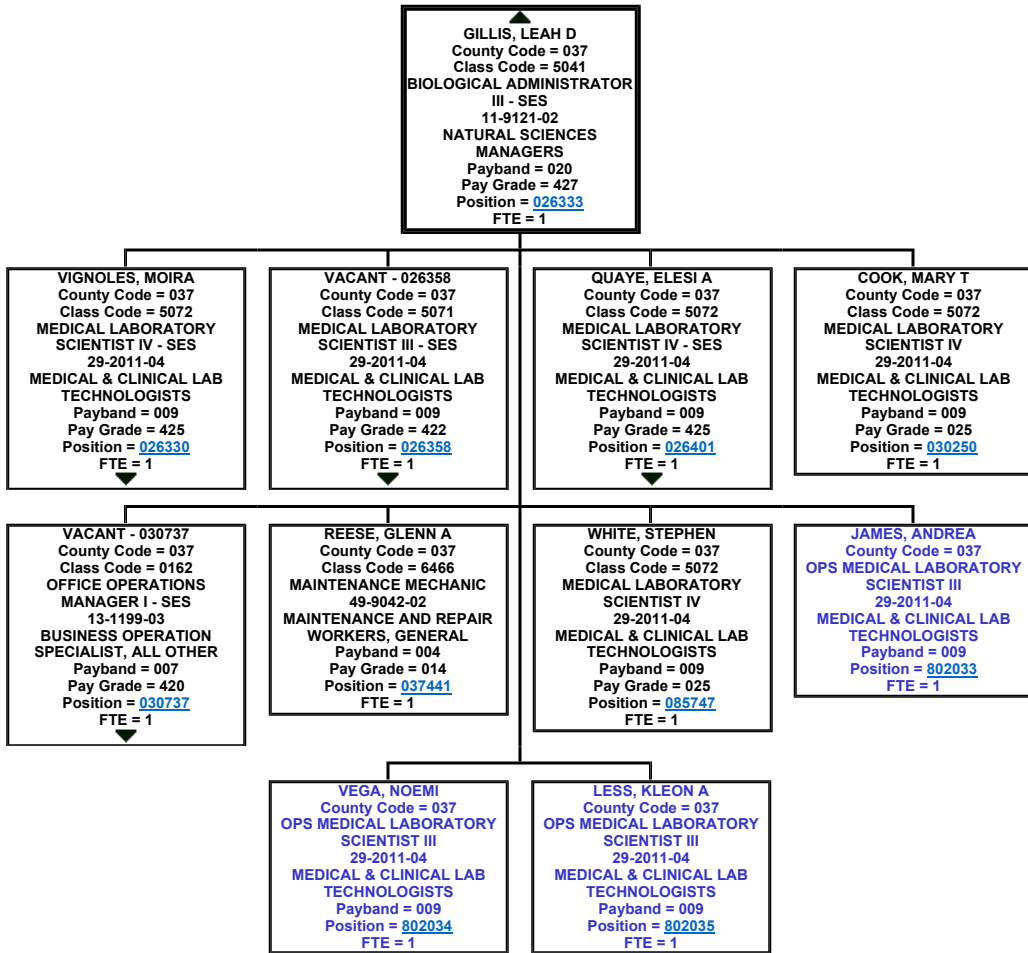 GILLIS, LEAH D
County Code = 037
Class Code = 5041
BIOLOGICAL ADMINISTRATOR
III - SES
11-9121-02
NATURAL SCIENCES
MANAGERS
Payband = 020
Pay Grade = 427
Position = 026333
FTE = 1
VIGNOLES, MOIRA
County Code = 037
Class Code = 5072
MEDICAL LABORATORY
SCIENTIST IV - SES
29-2011-04
MEDICAL & CLINICAL LAB
TECHNOLOGISTS
Payband = 009
Pay Grade = 425
Position = 026330
FTE = 1
VACANT - 026358
County Code = 037
Class Code = 5071
MEDICAL LABORATORY
SCIENTIST III - SES
29-2011-04
MEDICAL & CLINICAL LAB
TECHNOLOGISTS
Payband = 009
Pay Grade = 422
Position = 026358
FTE = 1
QUAYE, ELESI A
County Code = 037
Class Code = 5072
MEDICAL LABORATORY
SCIENTIST IV - SES
29-2011-04
MEDICAL & CLINICAL LAB
TECHNOLOGISTS
Payband = 009
Pay Grade = 425
Position = 026401
FTE = 1
COOK, MARY T
County Code = 037
Class Code = 5072
MEDICAL LABORATORY
SCIENTIST IV
29-2011-04
MEDICAL & CLINICAL LAB
TECHNOLOGISTS
Payband = 009
Pay Grade = 025
Position = 030250
FTE = 1
VACANT - 030737
County Code = 037
Class Code = 0162
OFFICE OPERATIONS
MANAGER I - SES
13-1199-03
BUSINESS OPERATION
SPECIALIST, ALL OTHER
Payband = 007
Pay Grade = 420
Position = 030737
FTE = 1
REESE, GLENN A
County Code = 037
Class Code = 6466
MAINTENANCE MECHANIC
49-9042-02
MAINTENANCE AND REPAIR
WORKERS, GENERAL
Payband = 004
Pay Grade = 014
Position = 037441
FTE = 1
WHITE, STEPHEN
County Code = 037
Class Code = 5072
MEDICAL LABORATORY
SCIENTIST IV
29-2011-04
MEDICAL & CLINICAL LAB
TECHNOLOGISTS
Payband = 009
Pay Grade = 025
Position = 085747
FTE = 1
JAMES, ANDREA
County Code = 037
OPS MEDICAL LABORATORY
SCIENTIST III
29-2011-04
MEDICAL & CLINICAL LAB
TECHNOLOGISTS
Payband = 009
Position = 802033
FTE = 1
VEGA, NOEMI
County Code = 037
OPS MEDICAL LABORATORY
SCIENTIST III
29-2011-04
MEDICAL & CLINICAL LAB
TECHNOLOGISTS
Payband = 009
Position = 802034
FTE = 1
LESS, KLEON A
County Code = 037
OPS MEDICAL LABORATORY
SCIENTIST III
29-2011-04
MEDICAL & CLINICAL LAB
TECHNOLOGISTS
Payband = 009
Position = 802035
FTE = 1